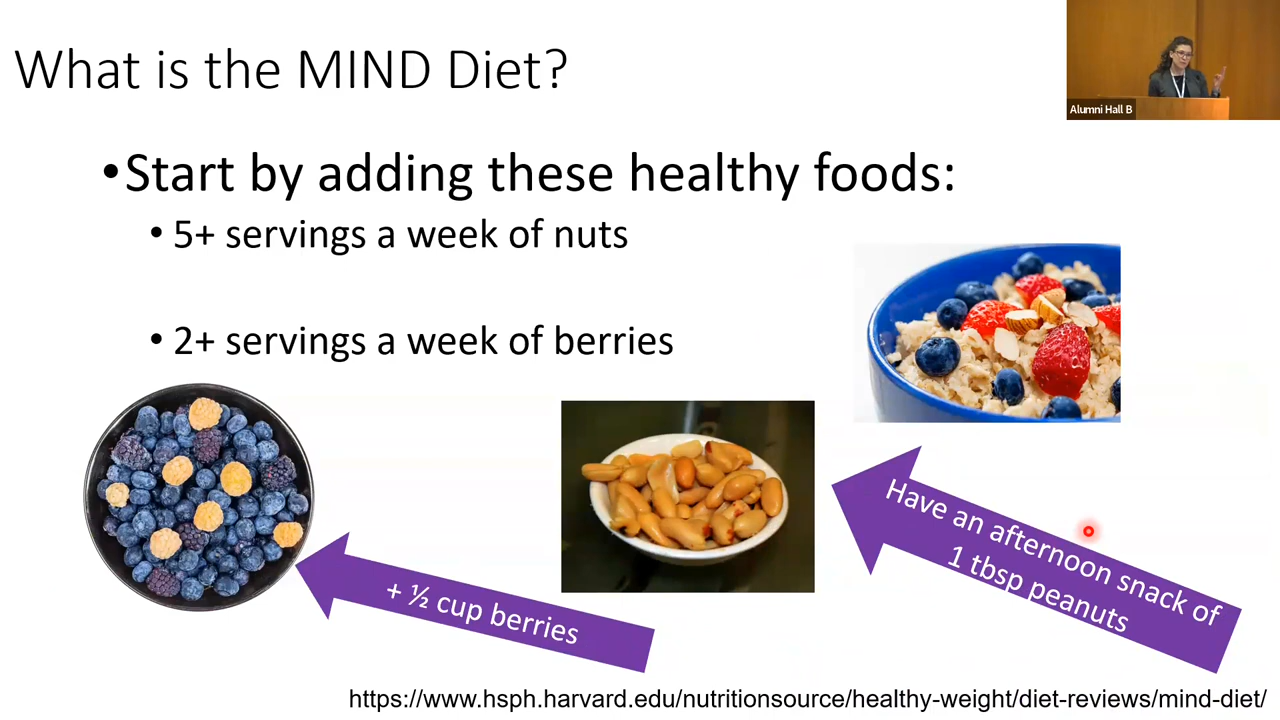 What is the MIND Diet?
Alumni Hall B
•Start by adding these healthy foods:
• 5+ servings a week of nuts
• 2+ servings a week of berries
Have an afternoon snack of
1 tbsp peanuts
+ ½ cup berries
https://www.hsph.harvard.edu/nutritionsource/healthy-weight/diet-reviews/mind-diet/